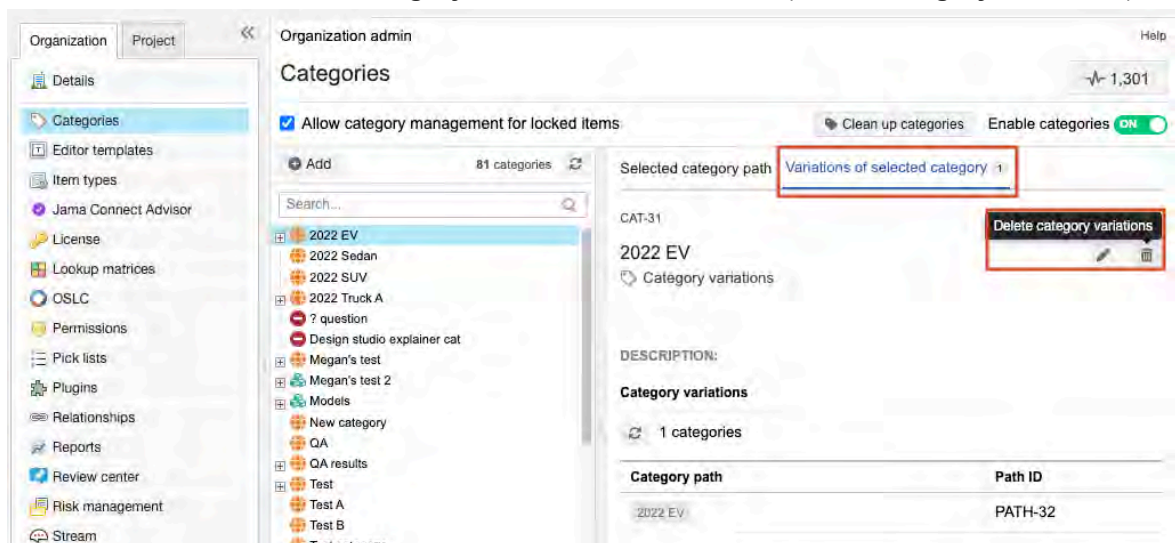 Organization
Project
Organization admin
Help
Details
Categories
1,301
Categories
Allow category management for locked items
Clean up categories
Enable categories ON
Editor templates
Item types
Jama Connect Advisor
License
Lookup matrices
OSLC
Permissions
Pick lists
Plugins
Relationships
Reports
Review center
Risk management
Stream
Add
81 categories
Search...
2022 EV
2022 Sedan
2022 SUV
2022 Truck A
? question
Design studio explainer cat
Megan's test
Megan's test 2
Models
New category
QA
QA results
Test
Test A
Test B
Selected category path
Variations of selected category 1
CAT-31
Delete category variations
2022 EV
Category variations
DESCRIPTION:
Category variations
1 categories
Category path
Path ID
2022 EV
PATH-32